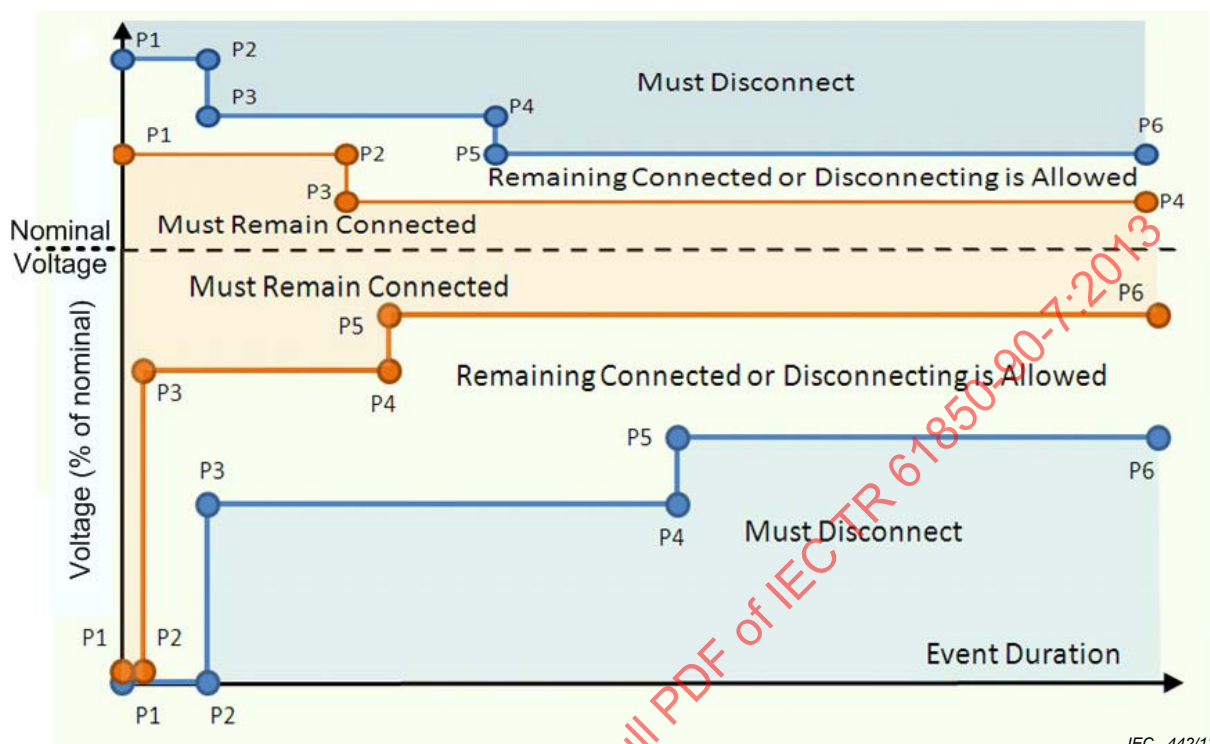 P1
P2
Must Disconnect
P3
P4
P1
P6
P2
P5
Remaining Connected or Disconnecting is Allowed
P3
P4
Must Remain Connected
Nominal
Voltage
Must Remain Connected
P6
P5
Remaining Connected or Disconnecting is Allowed
P3
P4
P5
P3
P6
Voltage (% of nominal)
P4
Must Disconnect
P1
P2
Event Duration
P1
P2
PDF of IEC TR 61850-90-7:2013